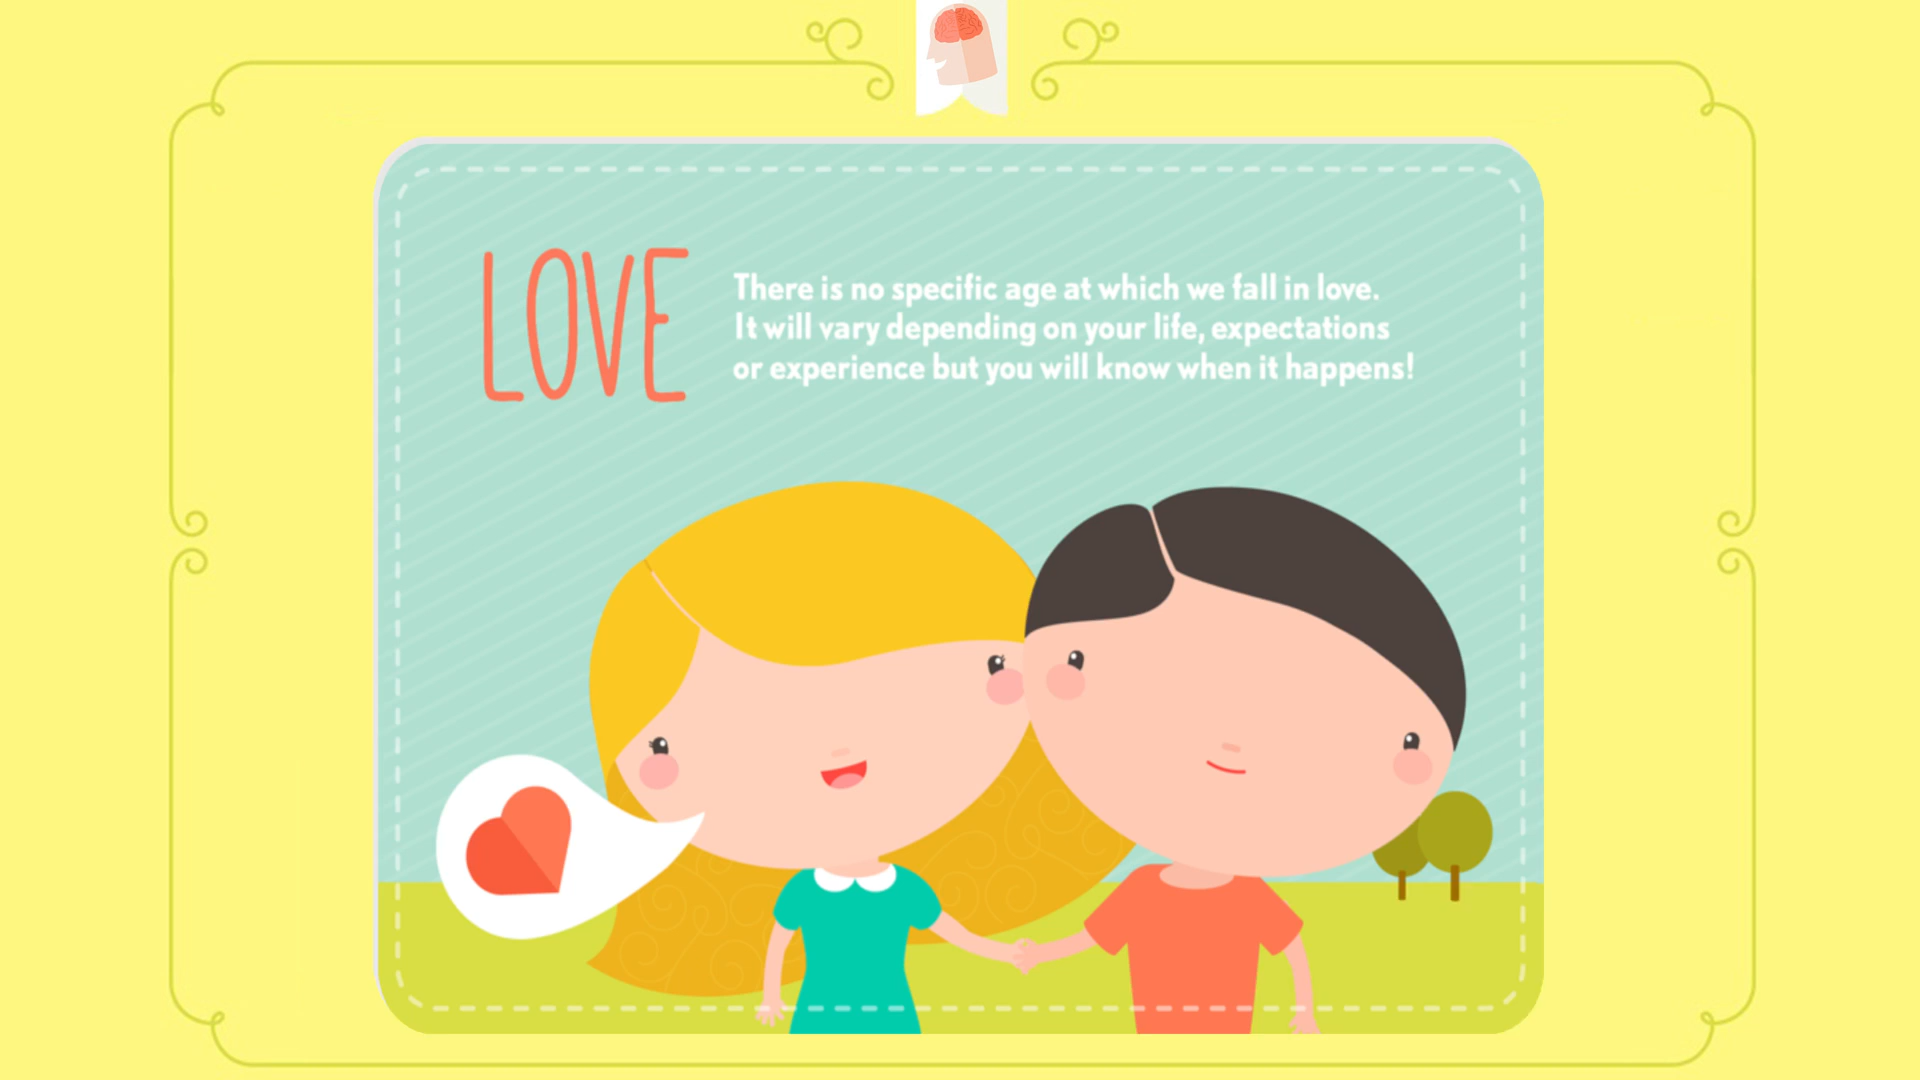 LOVE
There is no specific age at which we fall in love.
It will vary depending on your life, expectations
or experience but you will know when it happens!